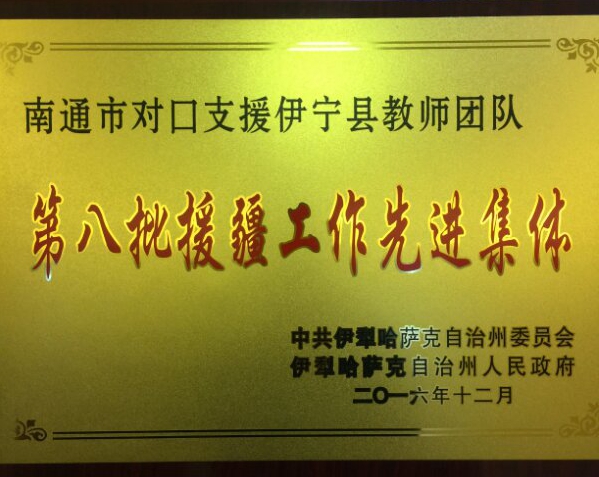 南通市对口支援伊宁县教师团队
第八批援疆工作先进集体
中共伊犁哈萨克自治州委员会
伊犁哈萨克自治州人民政府
二〇一六年十二月